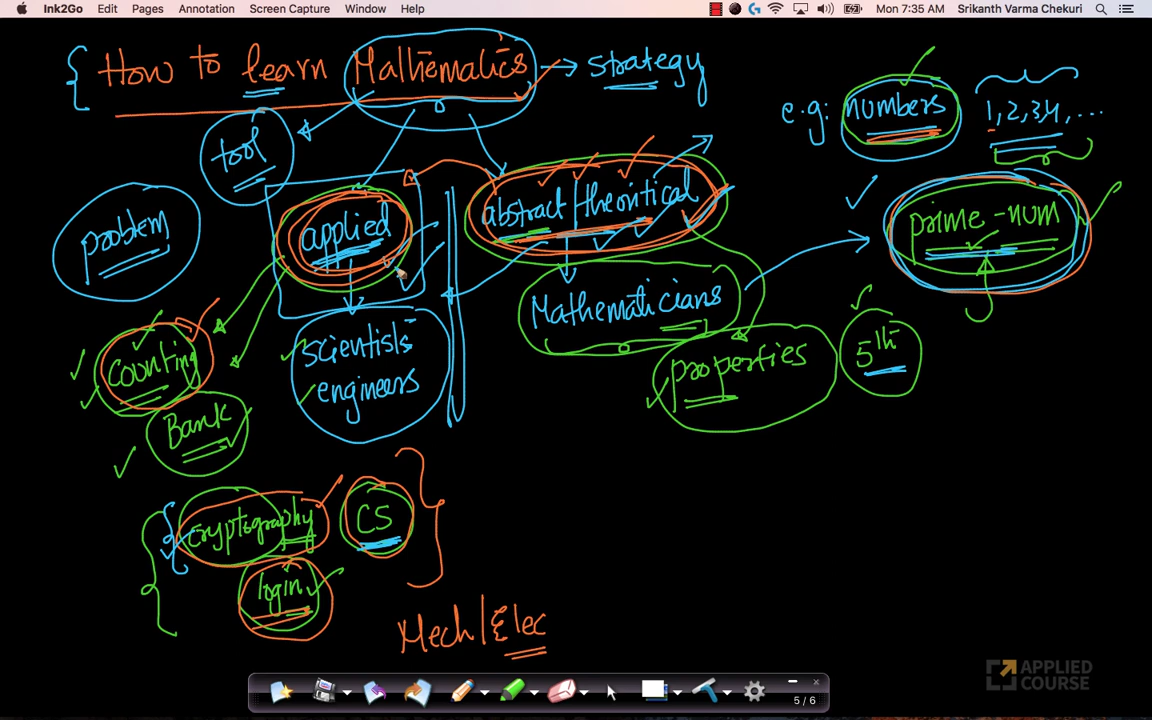 Ink2Go Edit Pages Annotation Screen Capture Window Help
Mon 7:35 AM Srikanth Varma Chekuri
{ How to learn Mathematics → strategy
e.g: numbers 1, 2, 3, 4, ...
tool
problem
applied
abstract / theoritical
prime-num
Mathematicians
scientists
engineers
properties
5th
Counting
Bank
cryptography
CS
login
Mech / Elec
APPLIED
COURSE
5 / 6